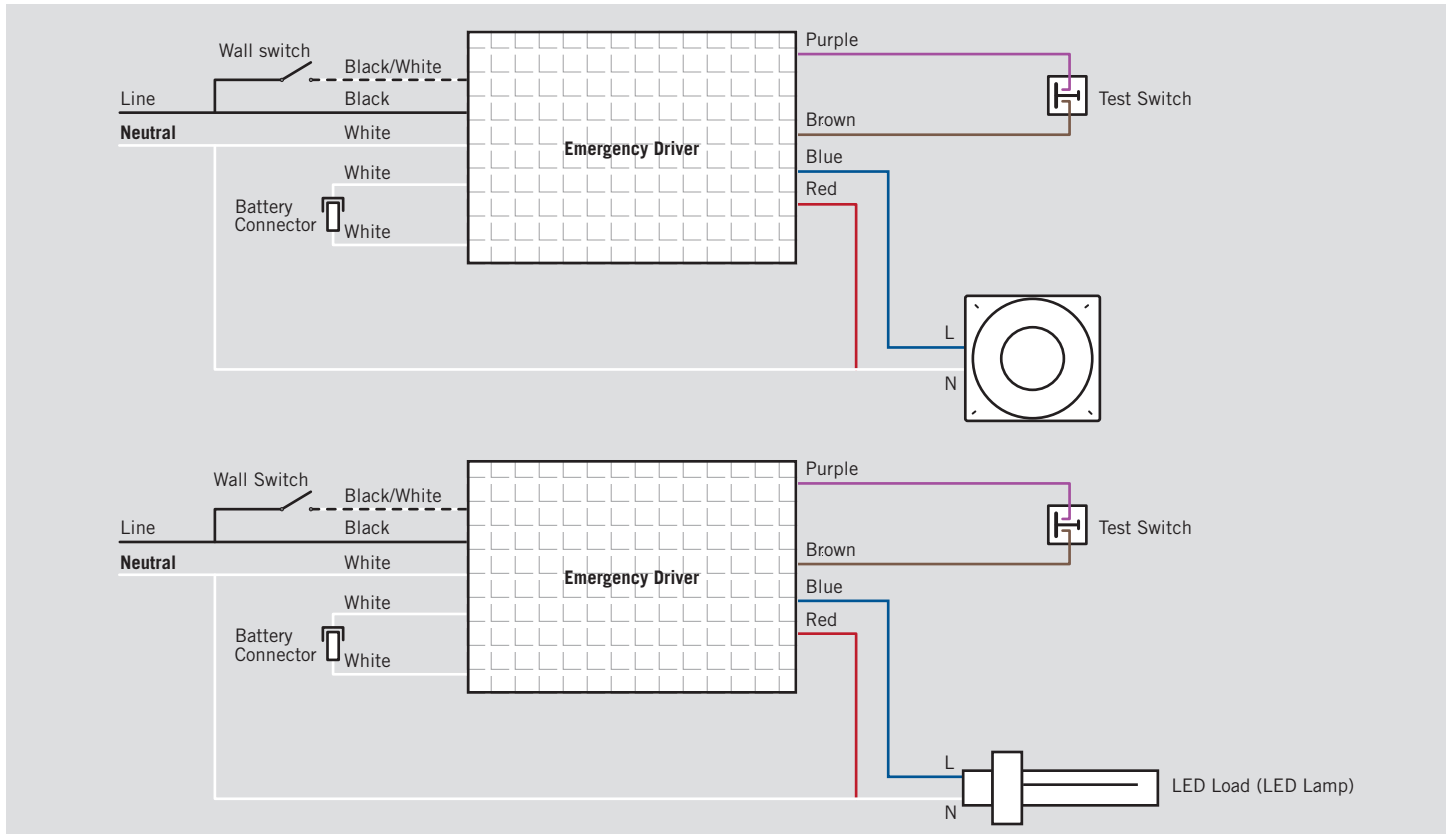 Wall switch
Black/White
Line
Black
Neutral
White
White
Battery
Connector
White
Emergency Driver
Purple
Test Switch
Brown
Blue
Red
L
N
Wall Switch
Black/White
Line
Black
Neutral
White
White
Battery
Connector
White
Emergency Driver
Purple
Test Switch
Brown
Blue
Red
L
N
LED Load (LED Lamp)